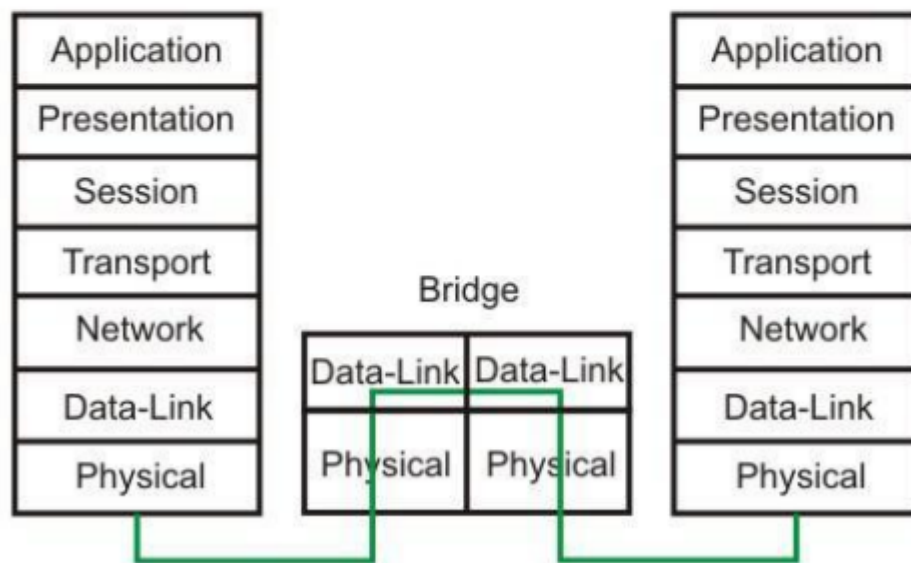 Application
Presentation
Session
Transport
Network
Data-Link
Physical
Bridge
Data-Link Data-Link
Physical Physical
Application
Presentation
Session
Transport
Network
Data-Link
Physical